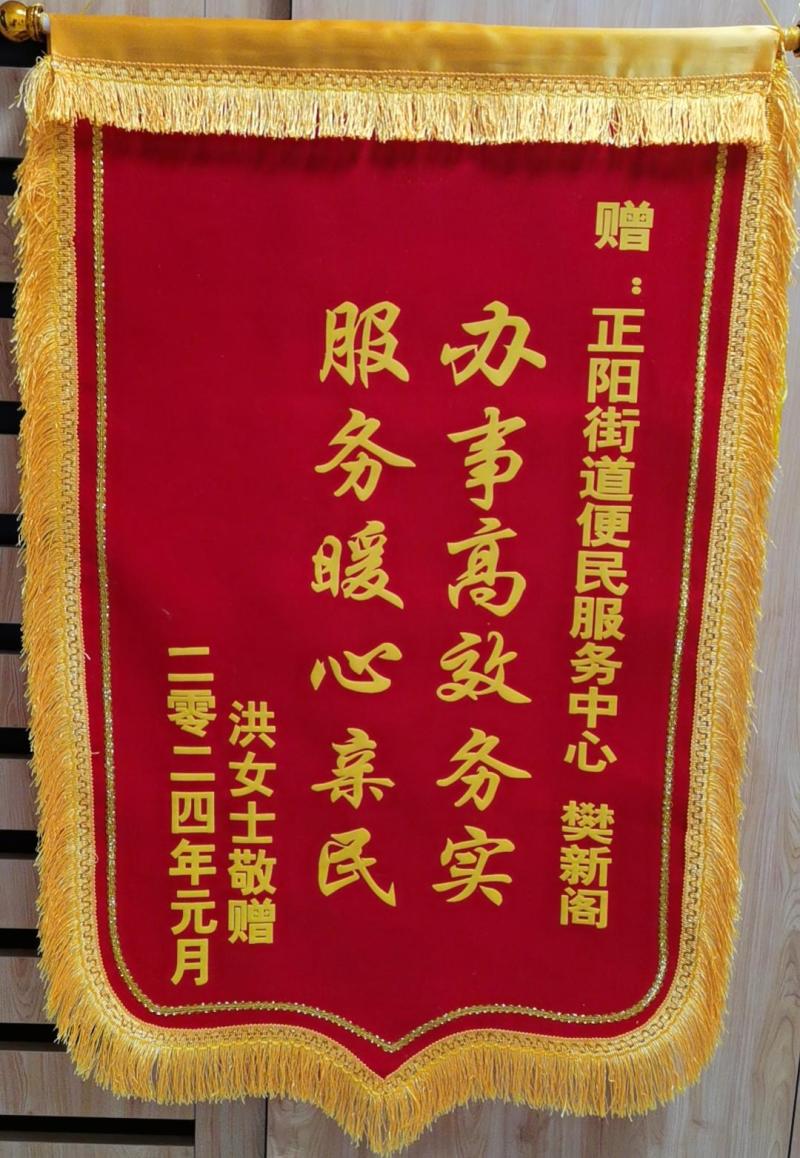 赠：正阳街道便民服务中心 樊新阁
办事高效务实
服务暖心亲民
洪女士敬赠
二零二四年元月